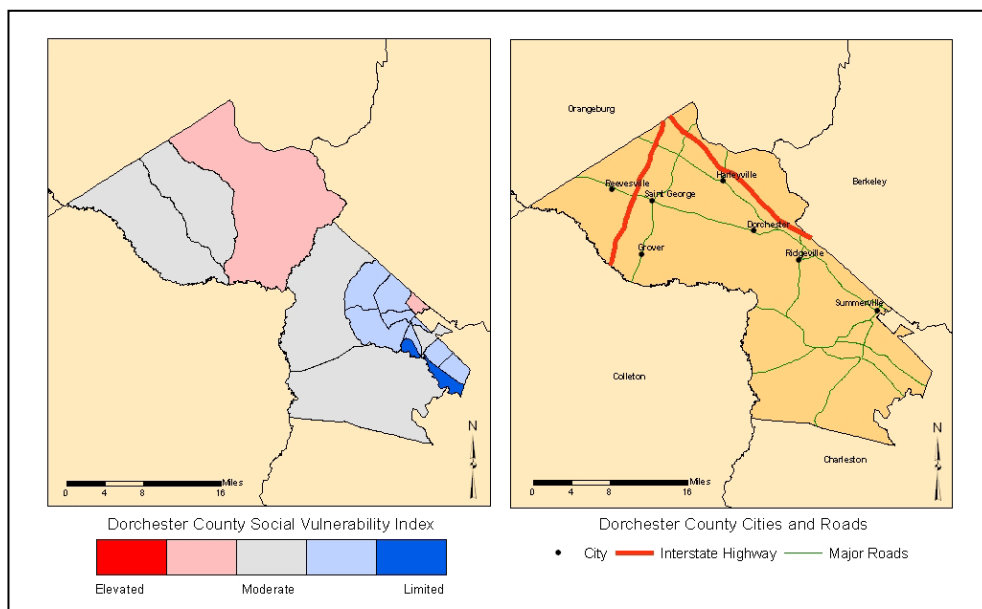 N
0 4 8 16
Miles
Dorchester County Social Vulnerability Index
Elevated Moderate Limited
Orangeburg
Berkeley
Harleyville
Reevesville
Saint George
Dorchester
Grover
Ridgeville
Summerville
Colleton
Charleston
N
0 4 8 16
Miles
Dorchester County Cities and Roads
City Interstate Highway Major Roads